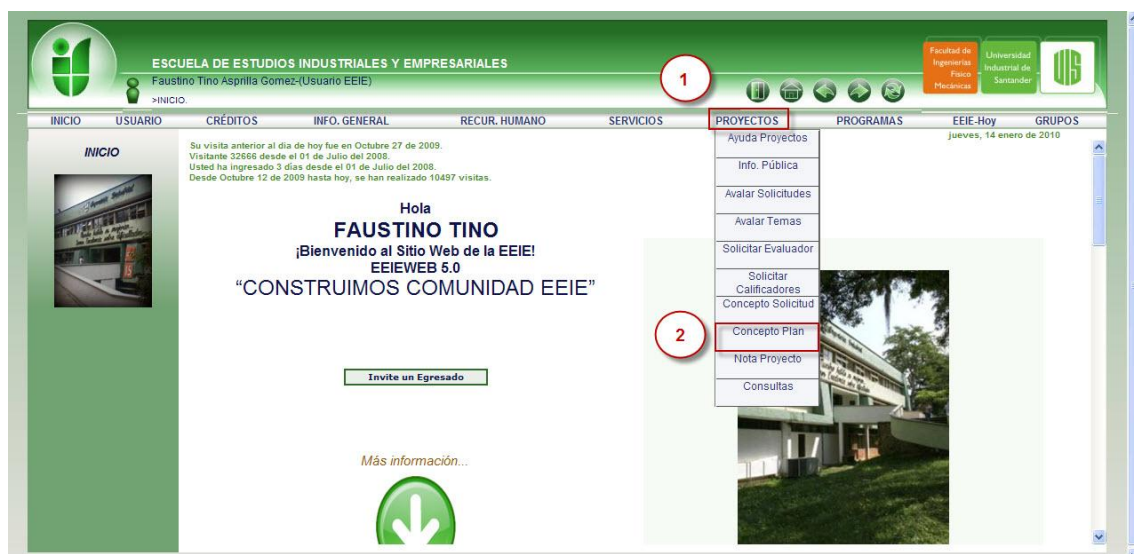 ESCUELA DE ESTUDIOS INDUSTRIALES Y EMPRESARIALES
Faustino Tino Asprilla Gomez-(Usuario EEIE)
>INICIO.
1
Facultad de
Ingenierías
Físico
Mecánicas
Universidad
Industrial de
Santander
UIS
INICIO USUARIO CRÉDITOS INFO. GENERAL RECUR. HUMANO SERVICIOS PROYECTOS PROGRAMAS EEIE-Hoy GRUPOS
jueves, 14 enero de 2010
INICIO
Su visita anterior al día de hoy fue en Octubre 27 de 2009.
Visitante 32666 desde el 01 de Julio del 2008.
Usted ha ingresado 3 días desde el 01 de Julio del 2008.
Desde Octubre 12 de 2009 hasta hoy, se han realizado 10497 visitas.
Hola
FAUSTINO TINO
¡Bienvenido al Sitio Web de la EEIE!
EEIEWEB 5.0
“CONSTRUIMOS COMUNIDAD EEIE”
Invite un Egresado
Más información...
Ayuda Proyectos
Info. Pública
Avalar Solicitudes
Avalar Temas
Solicitar Evaluador
Solicitar
Calificadores
Concepto Solicitud
2
Concepto Plan
Nota Proyecto
Consultas